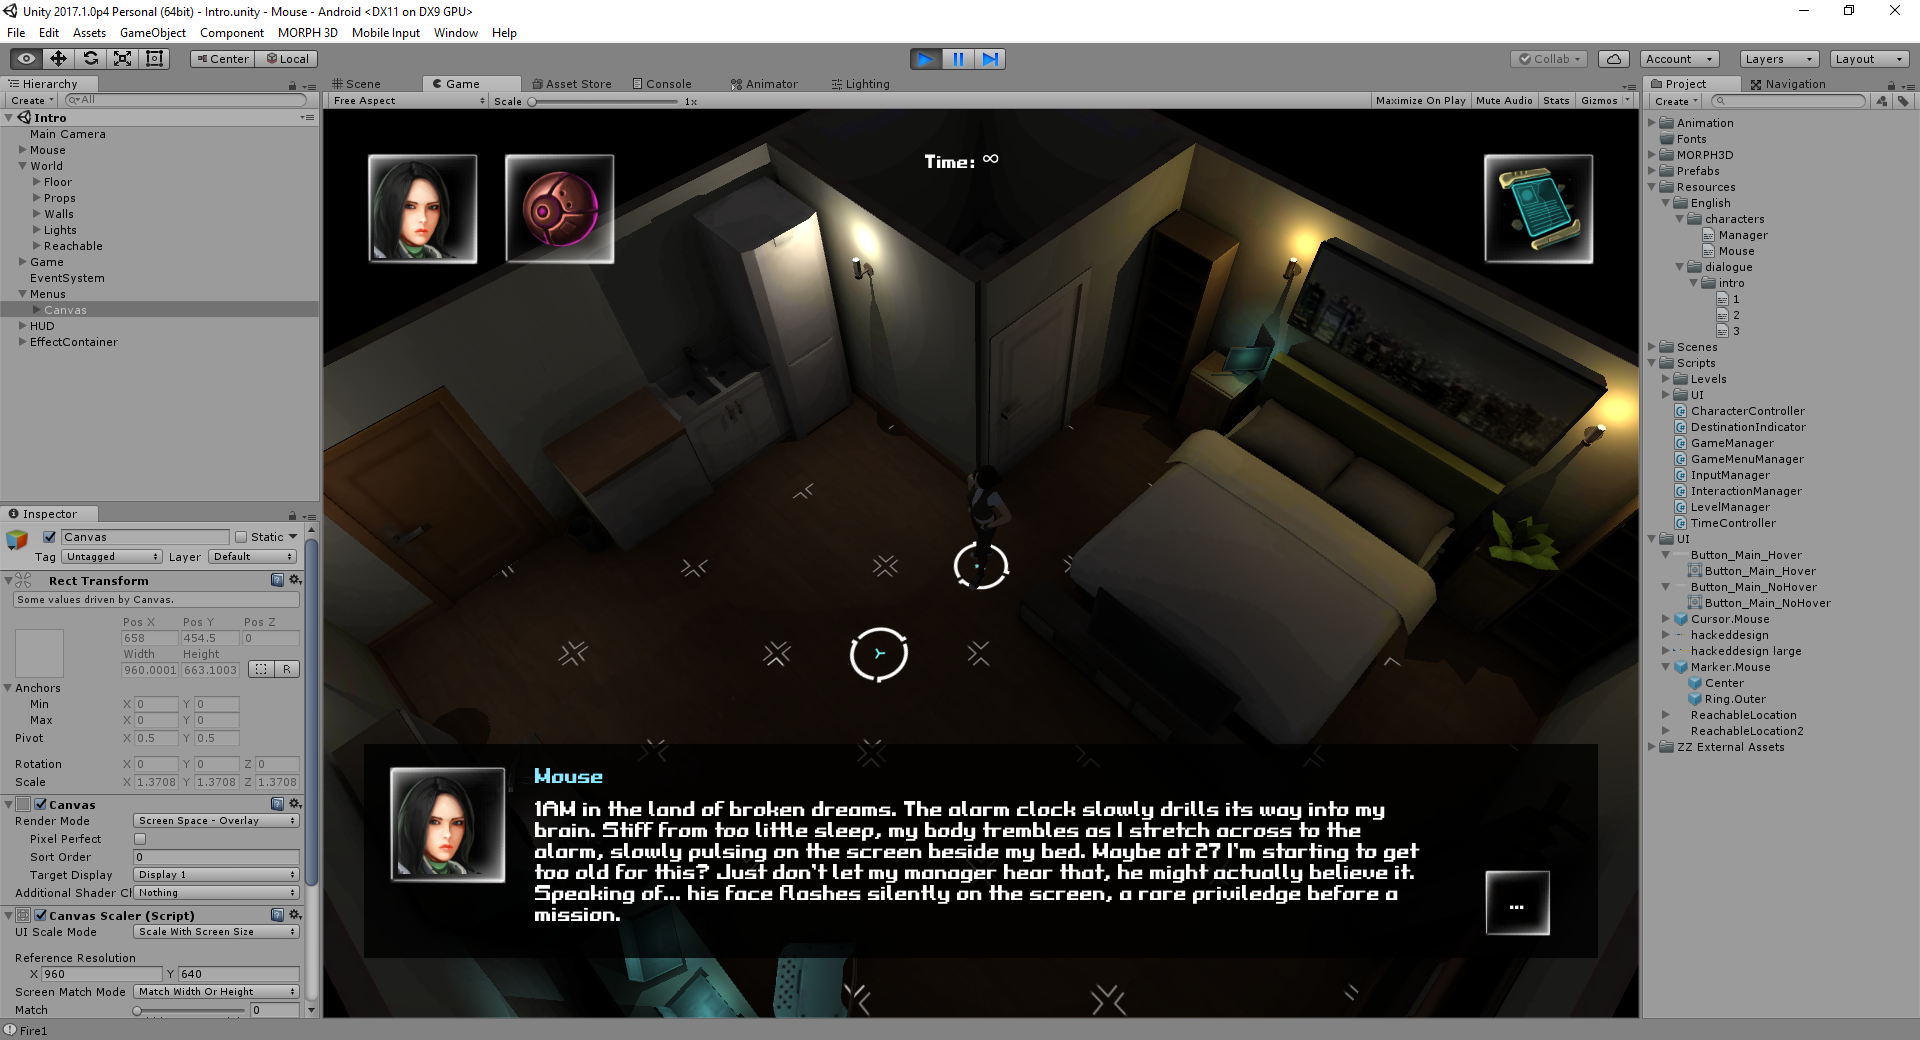 Unity 2017.1.0p4 Personal (64bit) - Intro.unity - Mouse - Android <DX11 on DX9 GPU>
File Edit Assets GameObject Component MORPH 3D Mobile Input Window Help
Center Local
Collab Account Layers Layout
Hierarchy
Create All
Intro
Main Camera
Mouse
World
Floor
Props
Walls
Lights
Reachable
Game
EventSystem
Menus
Canvas
HUD
EffectContainer
Inspector
Canvas Static
Tag Untagged Layer Default
Rect Transform
Some values driven by Canvas.
Pos X Pos Y Pos Z
658 454.5 0
Width Height
960.0001 663.1003 R
Anchors
Min X 0 Y 0
Max X 0 Y 0
Pivot X 0.5 Y 0.5
Rotation X 0 Y 0 Z 0
Scale X 1.3708 Y 1.3708 Z 1.3708
Canvas
Render Mode Screen Space - Overlay
Pixel Perfect
Sort Order 0
Target Display Display 1
Additional Shader Ch Nothing
Canvas Scaler (Script)
UI Scale Mode Scale With Screen Size
Reference Resolution
X 960 Y 640
Screen Match Mode Match Width Or Height
Match 0
Fire1
Scene Game Asset Store Console Animator Lighting
Free Aspect Scale 1x Maximize On Play Mute Audio Stats Gizmos
Time: ∞
Mouse
1AM in the land of broken dreams. The alarm clock slowly drills its way into my
brain. Stiff from too little sleep, my body trembles as I stretch across to the
alarm, slowly pulsing on the screen beside my bed. Maybe at 27 I'm starting to get
too old for this? Just don't let my manager hear that, he might actually believe it.
Speaking of... his face flashes silently on the screen, a rare priviledge before a
mission.
...
Project Navigation
Create
Animation
Fonts
MORPH3D
Prefabs
Resources
English
characters
Manager
Mouse
dialogue
intro
1
2
3
Scenes
Scripts
Levels
UI
CharacterController
DestinationIndicator
GameManager
GameMenuManager
InputManager
InteractionManager
LevelManager
TimeController
UI
Button_Main_Hover
Button_Main_Hover
Button_Main_NoHover
Button_Main_NoHover
Cursor.Mouse
hackeddesign
hackeddesign large
Marker.Mouse
Center
Ring.Outer
ReachableLocation
ReachableLocation2
ZZ External Assets